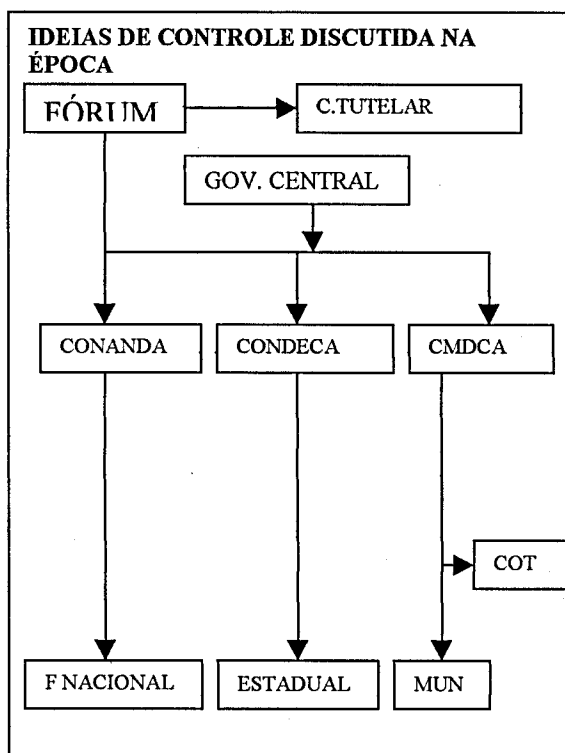 IDEIAS DE CONTROLE DISCUTIDA NA
ÉPOCA
FÓRUM
C.TUTELAR
GOV. CENTRAL
CONANDA
CONDECA
CMDCA
COT
F NACIONAL
ESTADUAL
MUN